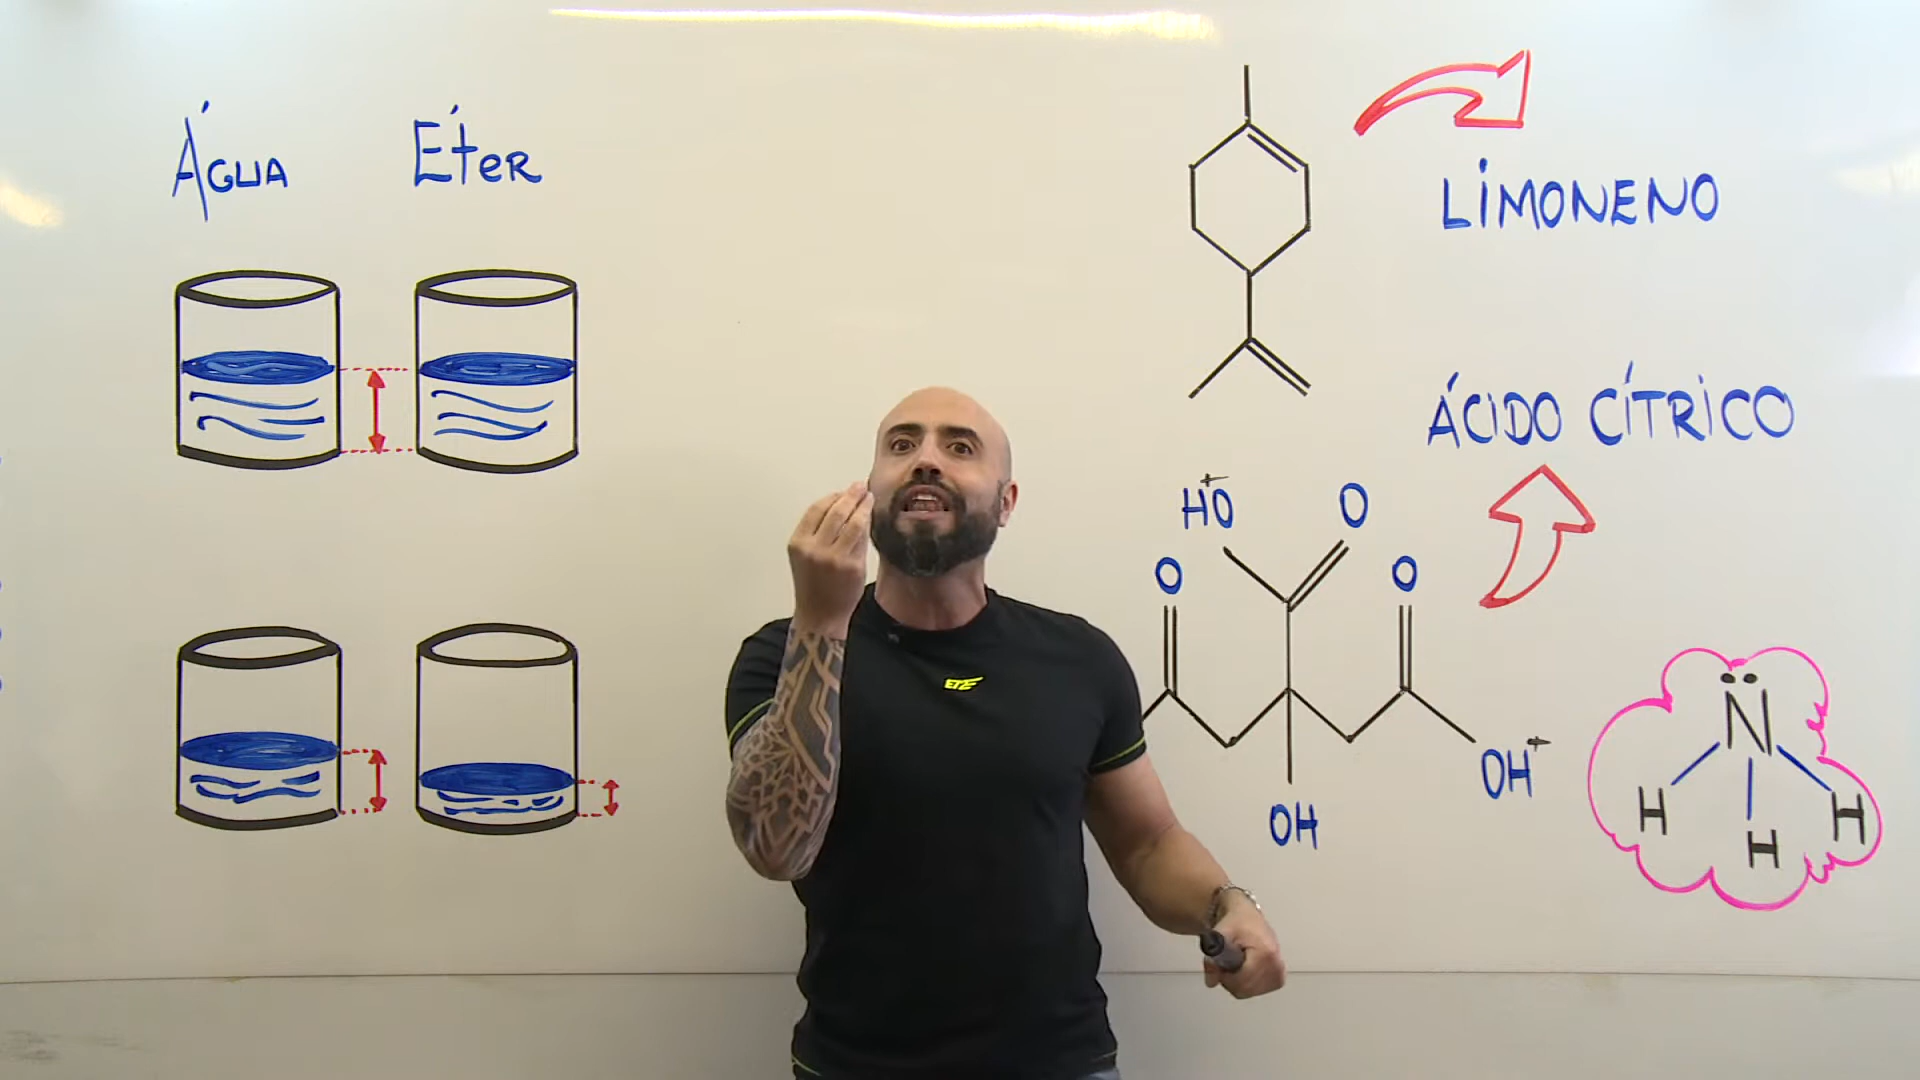 ÁGUA
ÉTER
LIMONENO
ÁCIDO CÍTRICO
HO+
O
O
O
OH+
OH
N
H
H
H